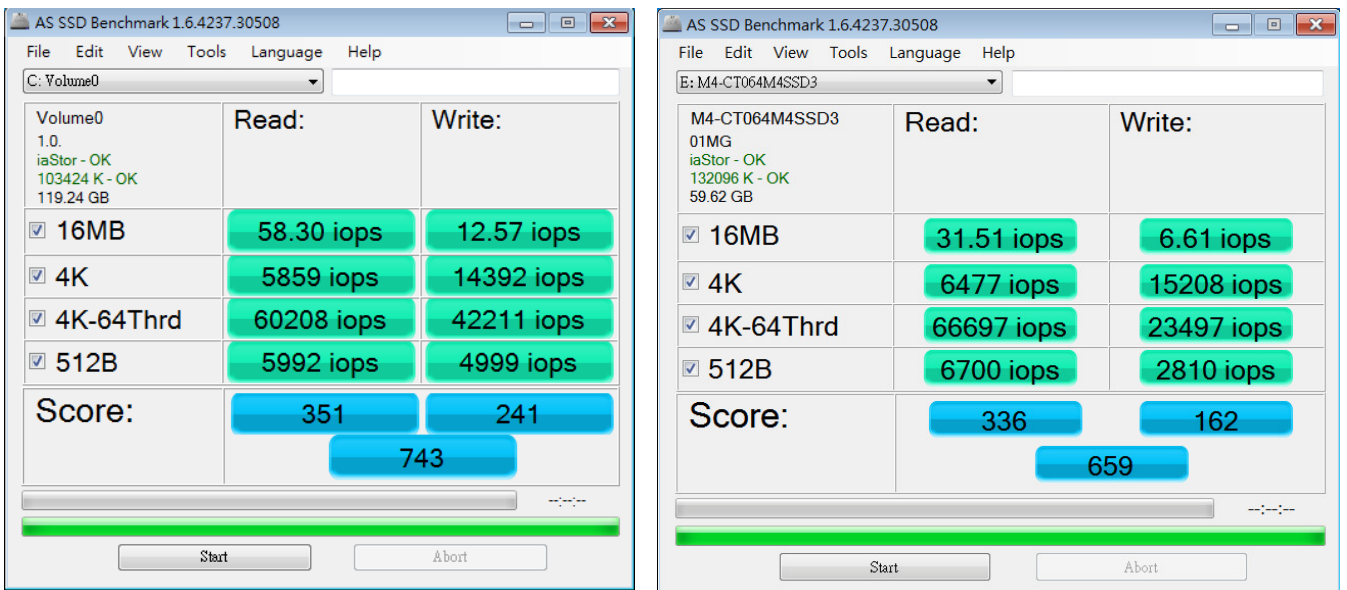 AS SSD Benchmark 1.6.4237.30508
File Edit View Tools Language Help
C: Volume0
Volume0
1.0.
iaStor - OK
103424 K - OK
119.24 GB
Read: Write:
16MB 58.30 iops 12.57 iops
4K 5859 iops 14392 iops
4K-64Thrd 60208 iops 42211 iops
512B 5992 iops 4999 iops
Score: 351 241
743
--:--:--
Start Abort
AS SSD Benchmark 1.6.4237.30508
File Edit View Tools Language Help
E: M4-CT064M4SSD3
M4-CT064M4SSD3
01MG
iaStor - OK
132096 K - OK
59.62 GB
Read: Write:
16MB 31.51 iops 6.61 iops
4K 6477 iops 15208 iops
4K-64Thrd 66697 iops 23497 iops
512B 6700 iops 2810 iops
Score: 336 162
659
--:--:--
Start Abort